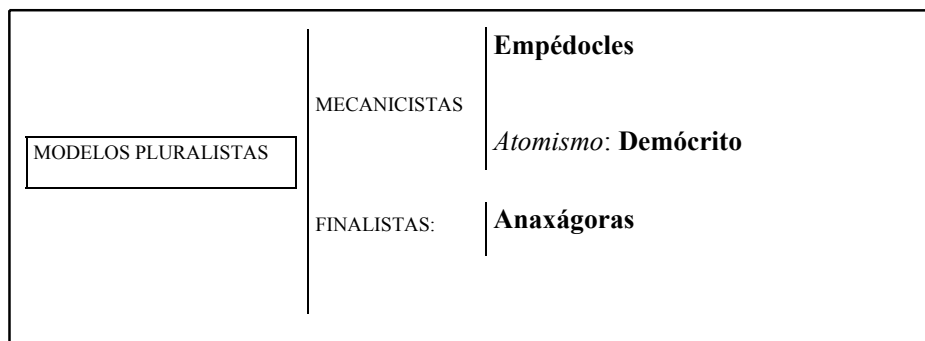 Empédocles
MECANICISTAS
Atomismo: Demócrito
MODELOS PLURALISTAS
FINALISTAS:
Anaxágoras